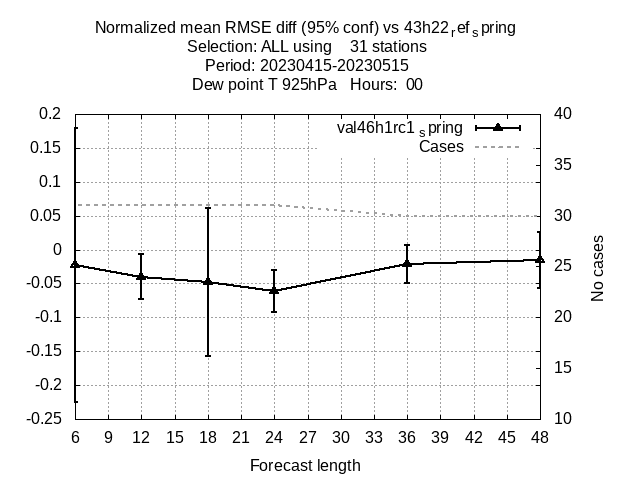 Normalized mean RMSE diff (95% conf) vs 43h22refspring
Selection: ALL using 31 stations
Period: 20230415-20230515
Dew point T 925hPa Hours: 00
val46h1rc1spring
Cases
0.2
0.15
0.1
0.05
0
-0.05
-0.1
-0.15
-0.2
-0.25
40
35
30
25
20
15
10
No cases
6 9 12 15 18 21 24 27 30 33 36 39 42 45 48
Forecast length